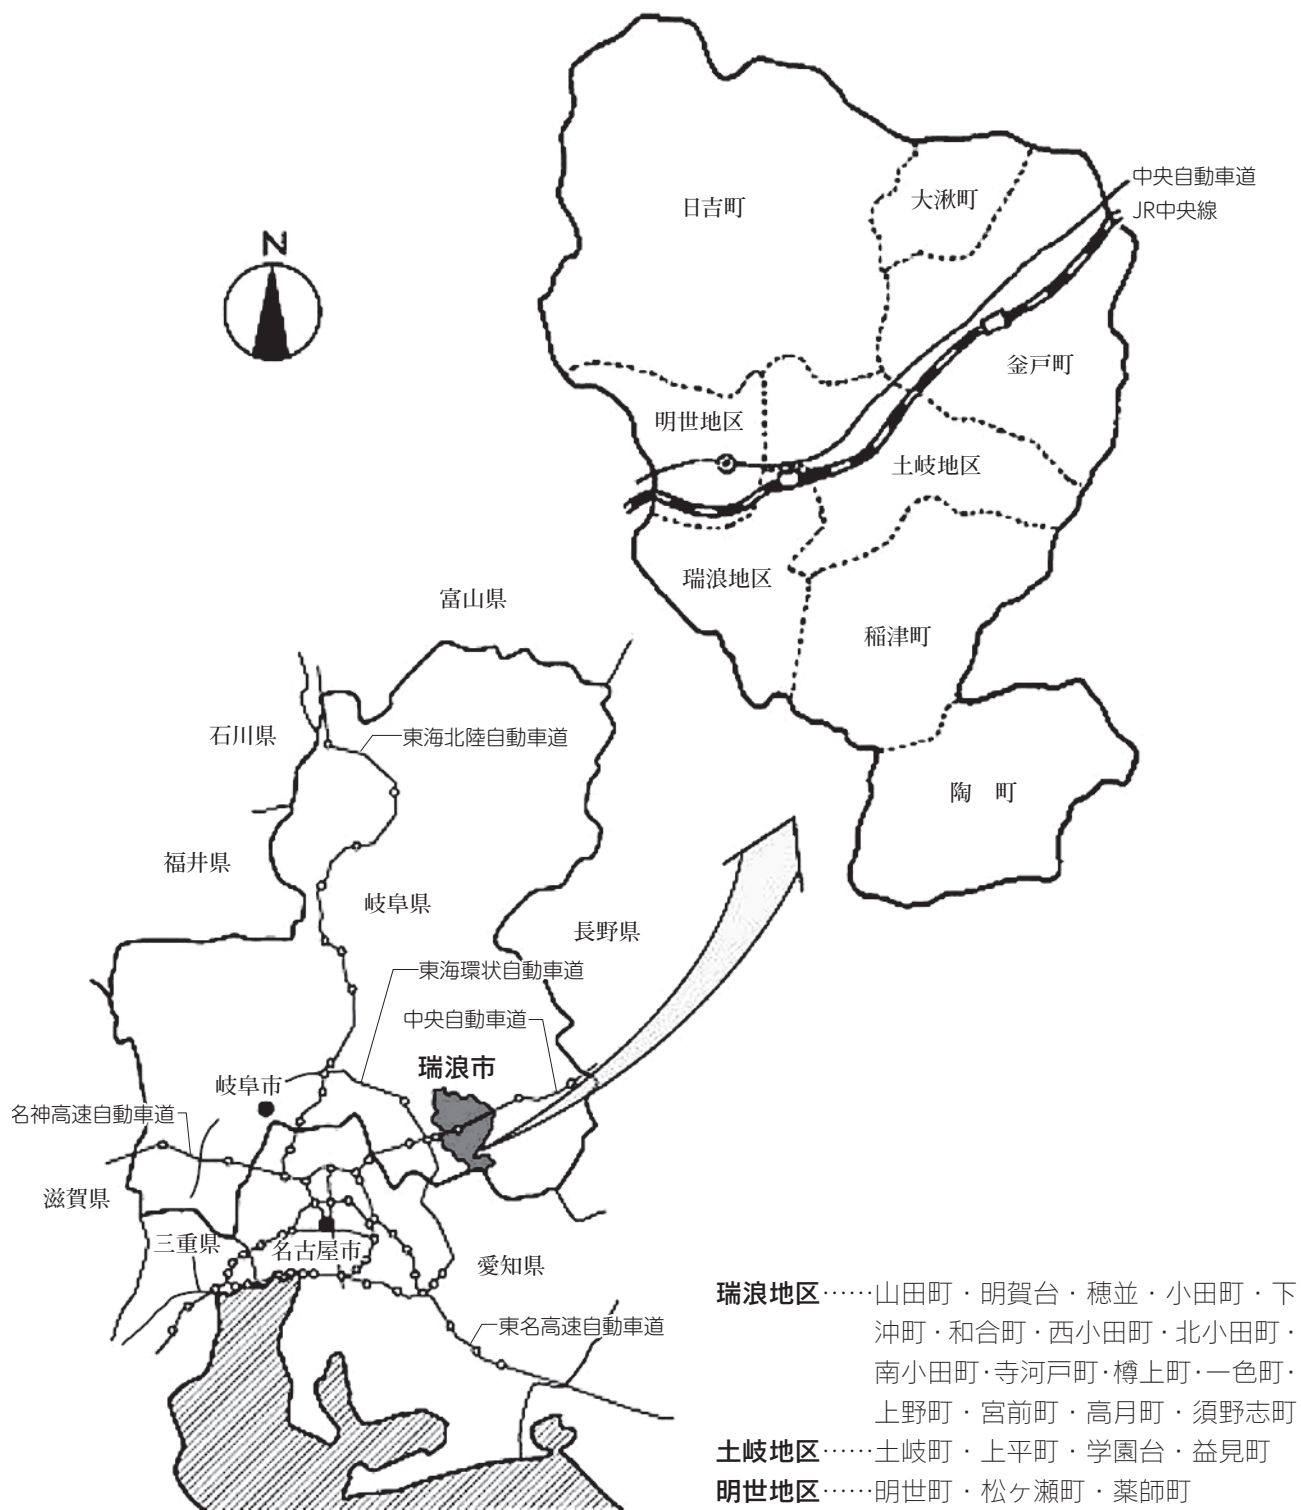 中央自動車道
大湫町
日吉町
JR中央線
N
釜戸町
明世地区
土岐地区
瑞浪地区
富山県
稲津町
石川県
東海北陸自動車道
陶 町
福井県
岐阜県
長野県
東海環状自動車道
中央自動車道
瑞浪市
岐阜市
名神高速自動車道
滋賀県
三重県
名古屋市
愛知県
東名高速自動車道
瑞浪地区……山田町・明賀台・穂並・小田町・下
沖町・和合町・西小田町・北小田町・
南小田町・寺河戸町・樽上町・一色町・
上野町・宮前町・高月町・須野志町
土岐地区……土岐町・上平町・学園台・益見町
明世地区……明世町・松ヶ瀬町・薬師町